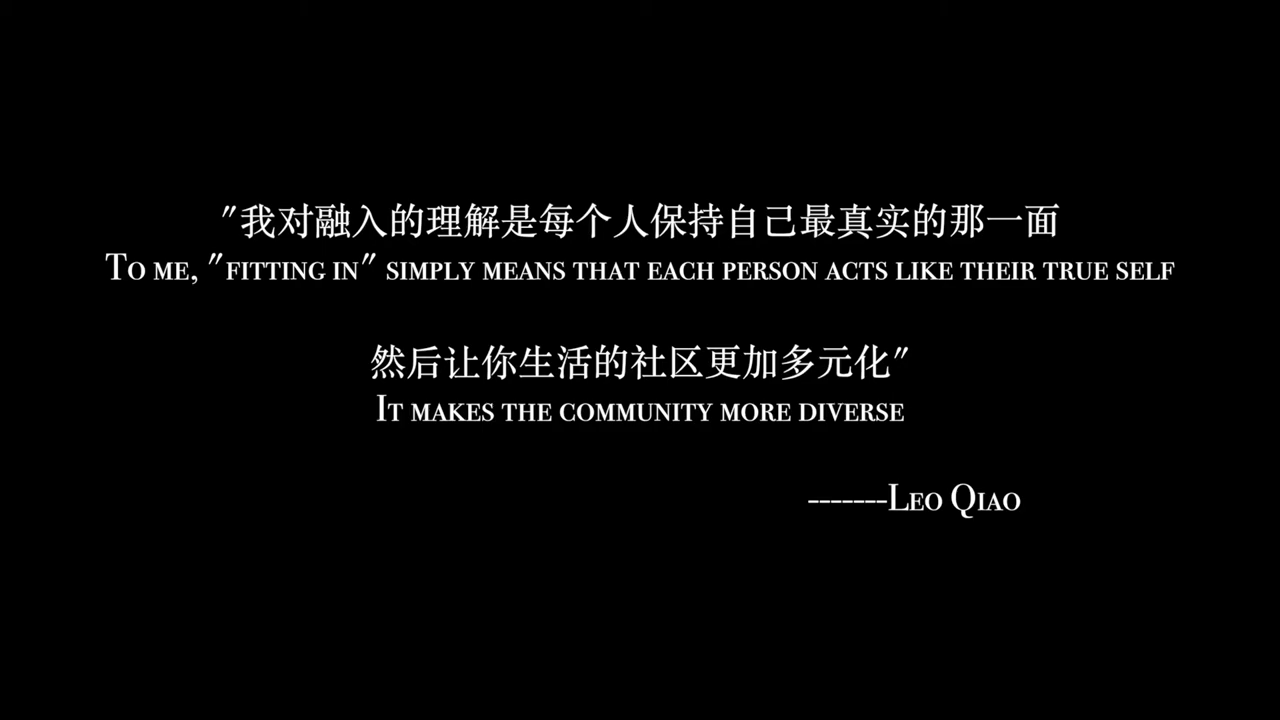 "我对融入的理解是每个人保持自己最真实的那一面
To me, "fitting in" simply means that each person acts like their true self
然后让你生活的社区更加多元化"
It makes the community more diverse
-------Leo Qiao